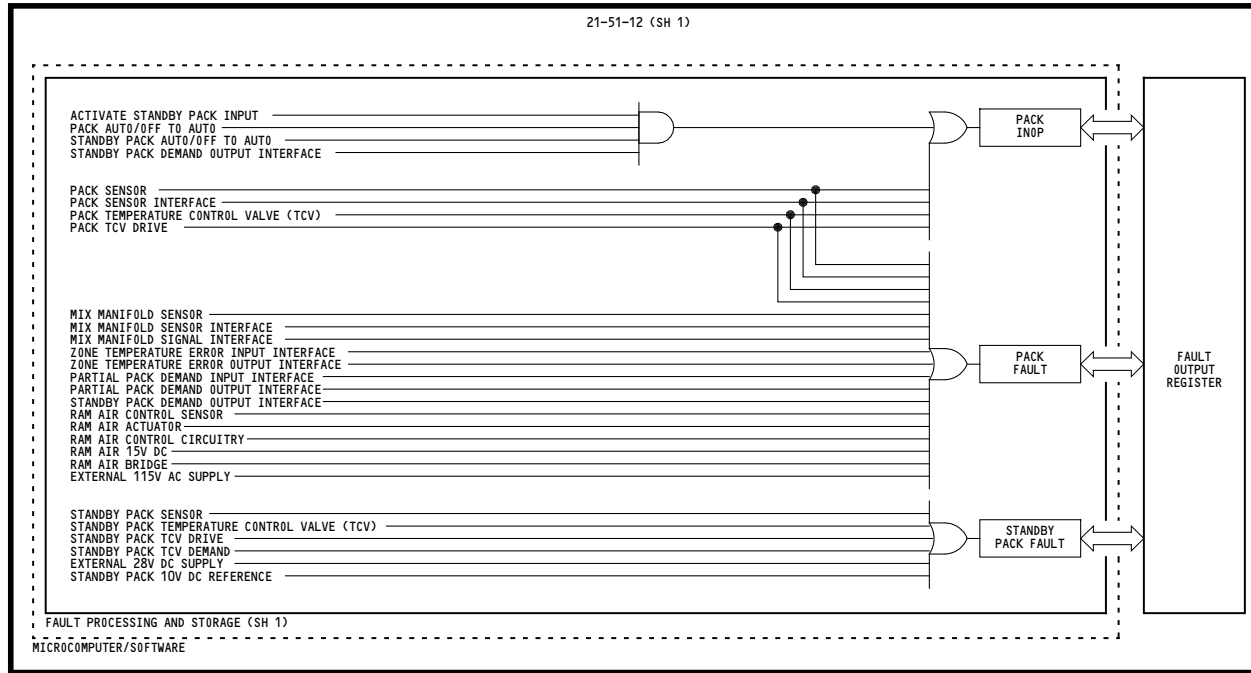 21-51-12 (SH 1)
ACTIVATE STANDBY PACK INPUT
PACK AUTO/OFF TO AUTO
STANDBY PACK AUTO/OFF TO AUTO
STANDBY PACK DEMAND OUTPUT INTERFACE
PACK
INOP
PACK SENSOR
PACK SENSOR INTERFACE
PACK TEMPERATURE CONTROL VALVE (TCV)
PACK TCV DRIVE
MIX MANIFOLD SENSOR
MIX MANIFOLD SENSOR INTERFACE
MIX MANIFOLD SIGNAL INTERFACE
ZONE TEMPERATURE ERROR INPUT INTERFACE
ZONE TEMPERATURE ERROR OUTPUT INTERFACE
PARTIAL PACK DEMAND INPUT INTERFACE
PARTIAL PACK DEMAND OUTPUT INTERFACE
STANDBY PACK DEMAND OUTPUT INTERFACE
RAM AIR CONTROL SENSOR
RAM AIR ACTUATOR
RAM AIR CONTROL CIRCUITRY
RAM AIR 15V DC
RAM AIR BRIDGE
EXTERNAL 115V AC SUPPLY
PACK
FAULT
FAULT
OUTPUT
REGISTER
STANDBY PACK SENSOR
STANDBY PACK TEMPERATURE CONTROL VALVE (TCV)
STANDBY PACK TCV DRIVE
STANDBY PACK TCV DEMAND
EXTERNAL 28V DC SUPPLY
STANDBY PACK 10V DC REFERENCE
STANDBY
PACK FAULT
FAULT PROCESSING AND STORAGE (SH 1)
MICROCOMPUTER/SOFTWARE